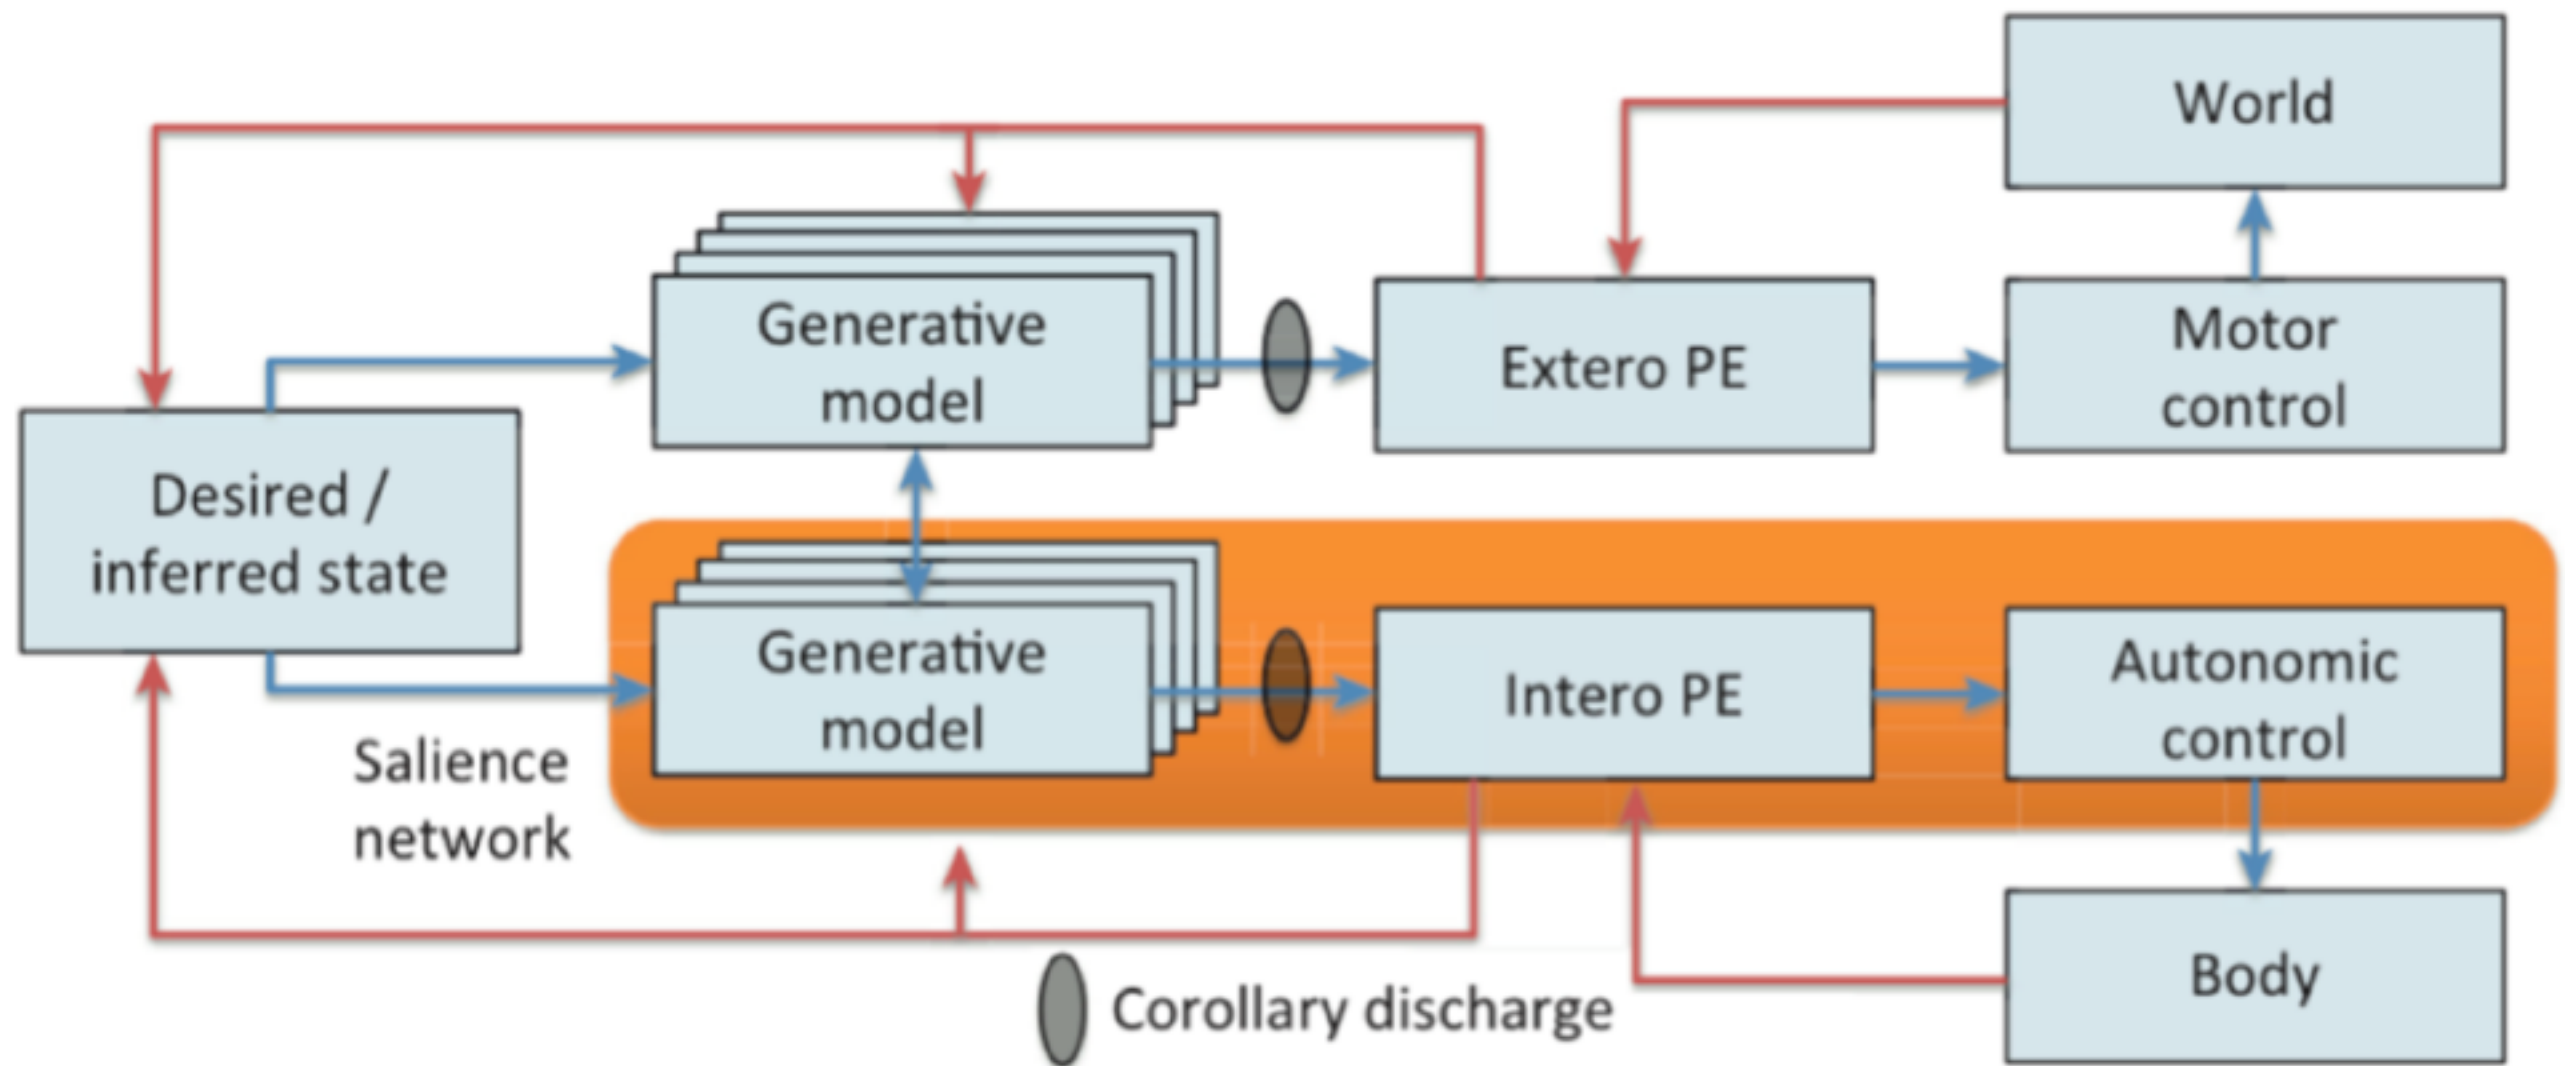 World
Generative
model
Extero PE
Motor
control
Desired /
inferred state
Generative
model
Intero PE
Autonomic
control
Salience
network
Body
Corollary discharge